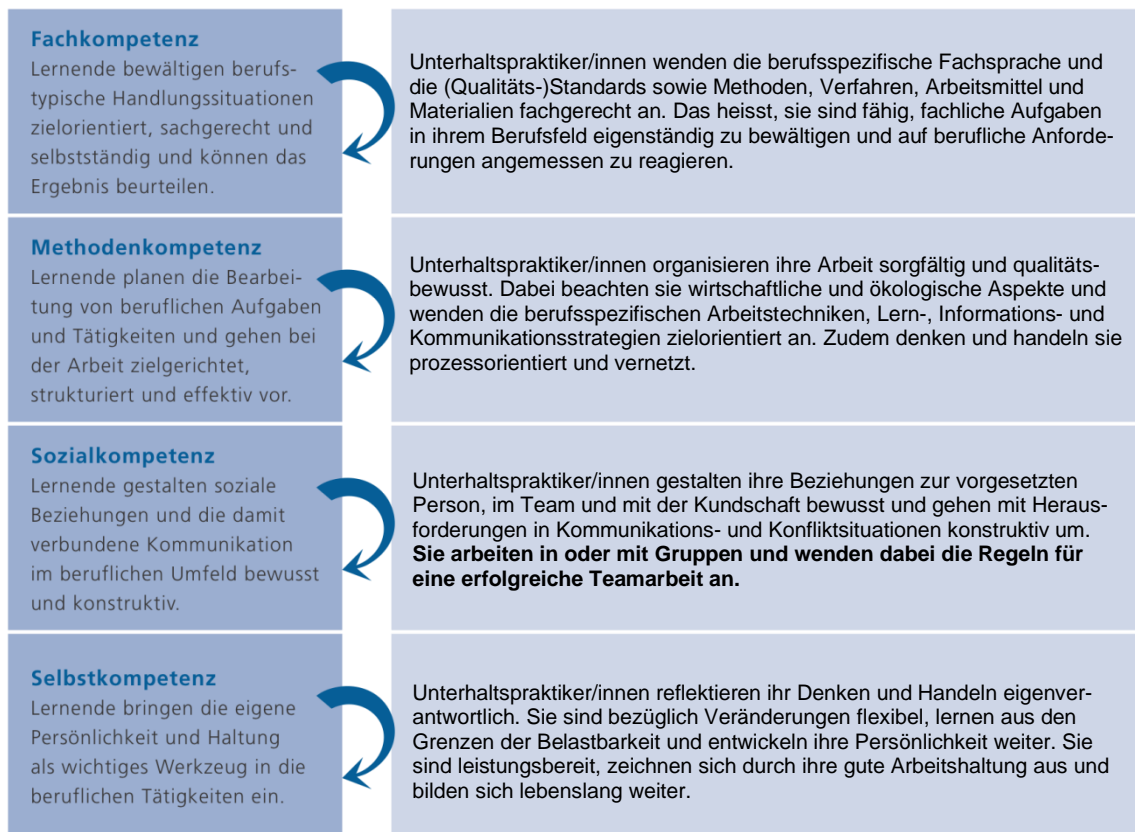 Fachkompetenz
Lernende bewältigen berufs-
typische Handlungssituationen
zielorientiert, sachgerecht und
selbstständig und können das
Ergebnis beurteilen.
Unterhaltspraktiker/innen wenden die berufsspezifische Fachsprache und
die (Qualitäts-)Standards sowie Methoden, Verfahren, Arbeitsmittel und
Materialien fachgerecht an. Das heisst, sie sind fähig, fachliche Aufgaben
in ihrem Berufsfeld eigenständig zu bewältigen und auf berufliche Anforde-
rungen angemessen zu reagieren.
Methodenkompetenz
Lernende planen die Bearbei-
tung von beruflichen Aufgaben
und Tätigkeiten und gehen bei
der Arbeit zielgerichtet,
strukturiert und effektiv vor.
Unterhaltspraktiker/innen organisieren ihre Arbeit sorgfältig und qualitäts-
bewusst. Dabei beachten sie wirtschaftliche und ökologische Aspekte und
wenden die berufsspezifischen Arbeitstechniken, Lern-, Informations- und
Kommunikationsstrategien zielorientiert an. Zudem denken und handeln sie
prozessorientiert und vernetzt.
Sozialkompetenz
Lernende gestalten soziale
Beziehungen und die damit
verbundene Kommunikation
im beruflichen Umfeld bewusst
und konstruktiv.
Unterhaltspraktiker/innen gestalten ihre Beziehungen zur vorgesetzten
Person, im Team und mit der Kundschaft bewusst und gehen mit Heraus-
forderungen in Kommunikations- und Konfliktsituationen konstruktiv um.
Sie arbeiten in oder mit Gruppen und wenden dabei die Regeln für
eine erfolgreiche Teamarbeit an.
Selbstkompetenz
Lernende bringen die eigene
Persönlichkeit und Haltung
als wichtiges Werkzeug in die
beruflichen Tätigkeiten ein.
Unterhaltspraktiker/innen reflektieren ihr Denken und Handeln eigenver-
antwortlich. Sie sind bezüglich Veränderungen flexibel, lernen aus den
Grenzen der Belastbarkeit und entwickeln ihre Persönlichkeit weiter. Sie
sind leistungsbereit, zeichnen sich durch ihre gute Arbeitshaltung aus und
bilden sich lebenslang weiter.